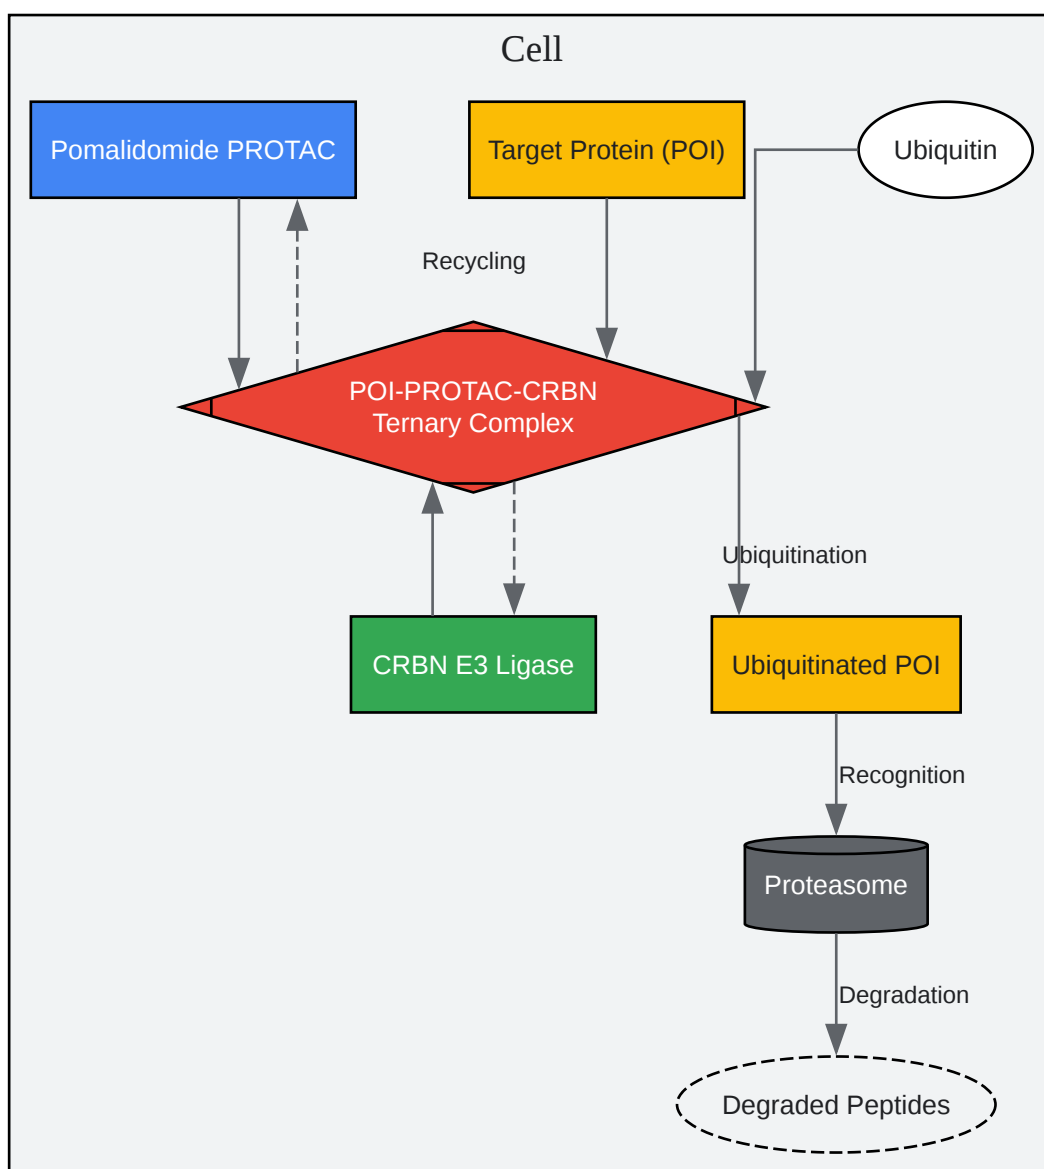 Cell
Pomalidomide PROTAC
Target Protein (POI)
Ubiquitin
Recycling
POI-PROTAC-CRBN
Ternary Complex
Ubiquitination
CRBN E3 Ligase
Ubiquitinated POI
Recognition
Proteasome
Degradation
Degraded Peptides